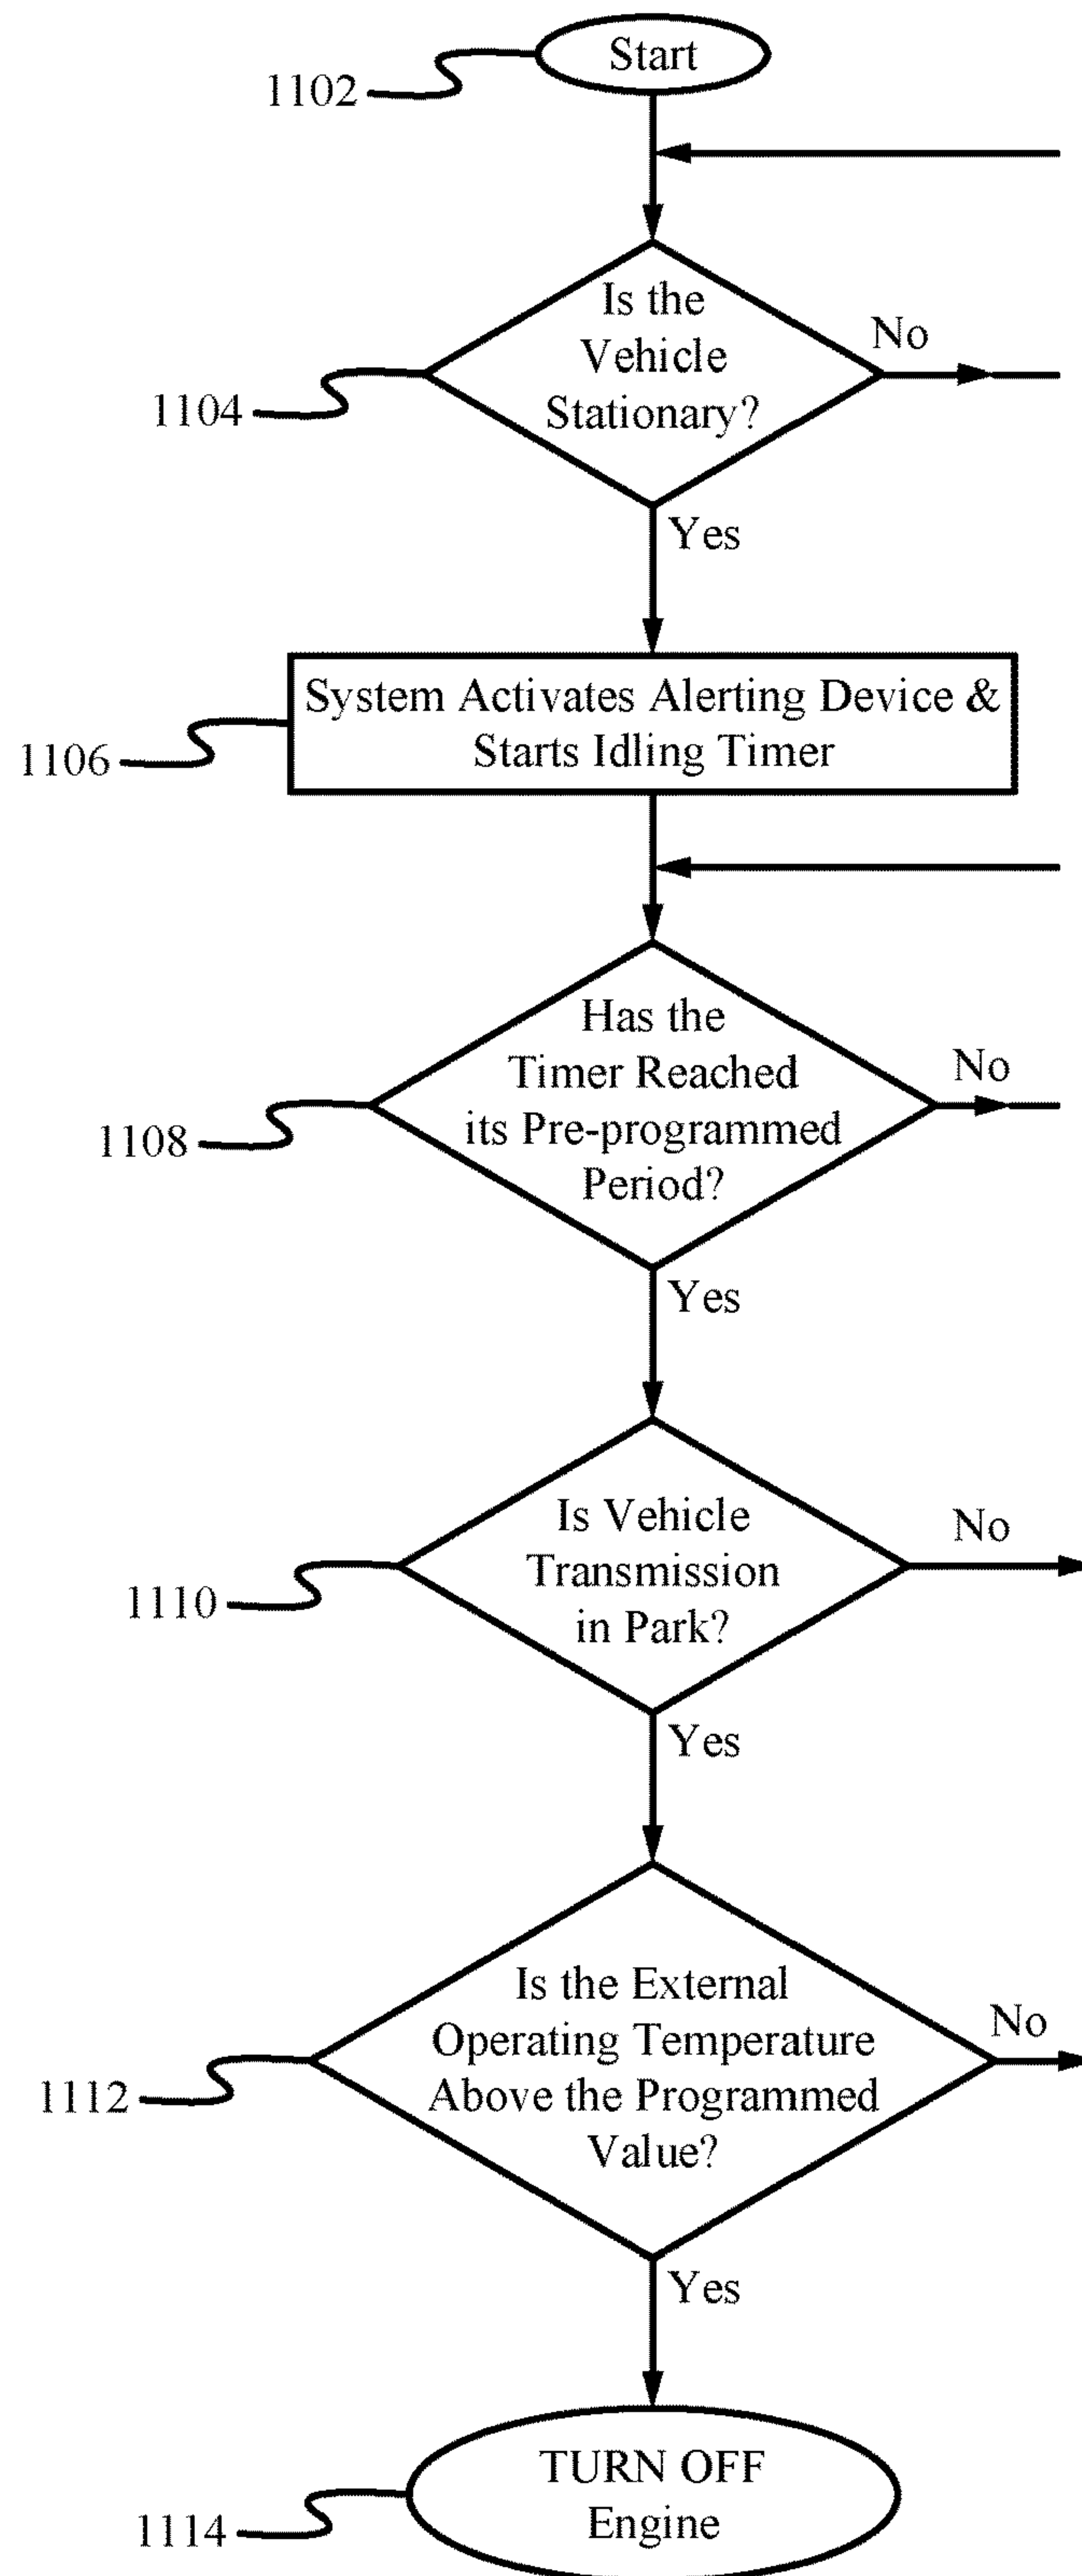 Start
1102
Is the
Vehicle
Stationary?
No
1104
Yes
System Activates Alerting Device &
Starts Idling Timer
1106
Has the
Timer Reached
its Pre-programmed
Period?
No
1108
Yes
Is Vehicle
Transmission
in Park?
No
1110
Yes
Is the External
Operating Temperature
Above the Programmed
Value?
No
1112
Yes
TURN OFF
Engine
1114